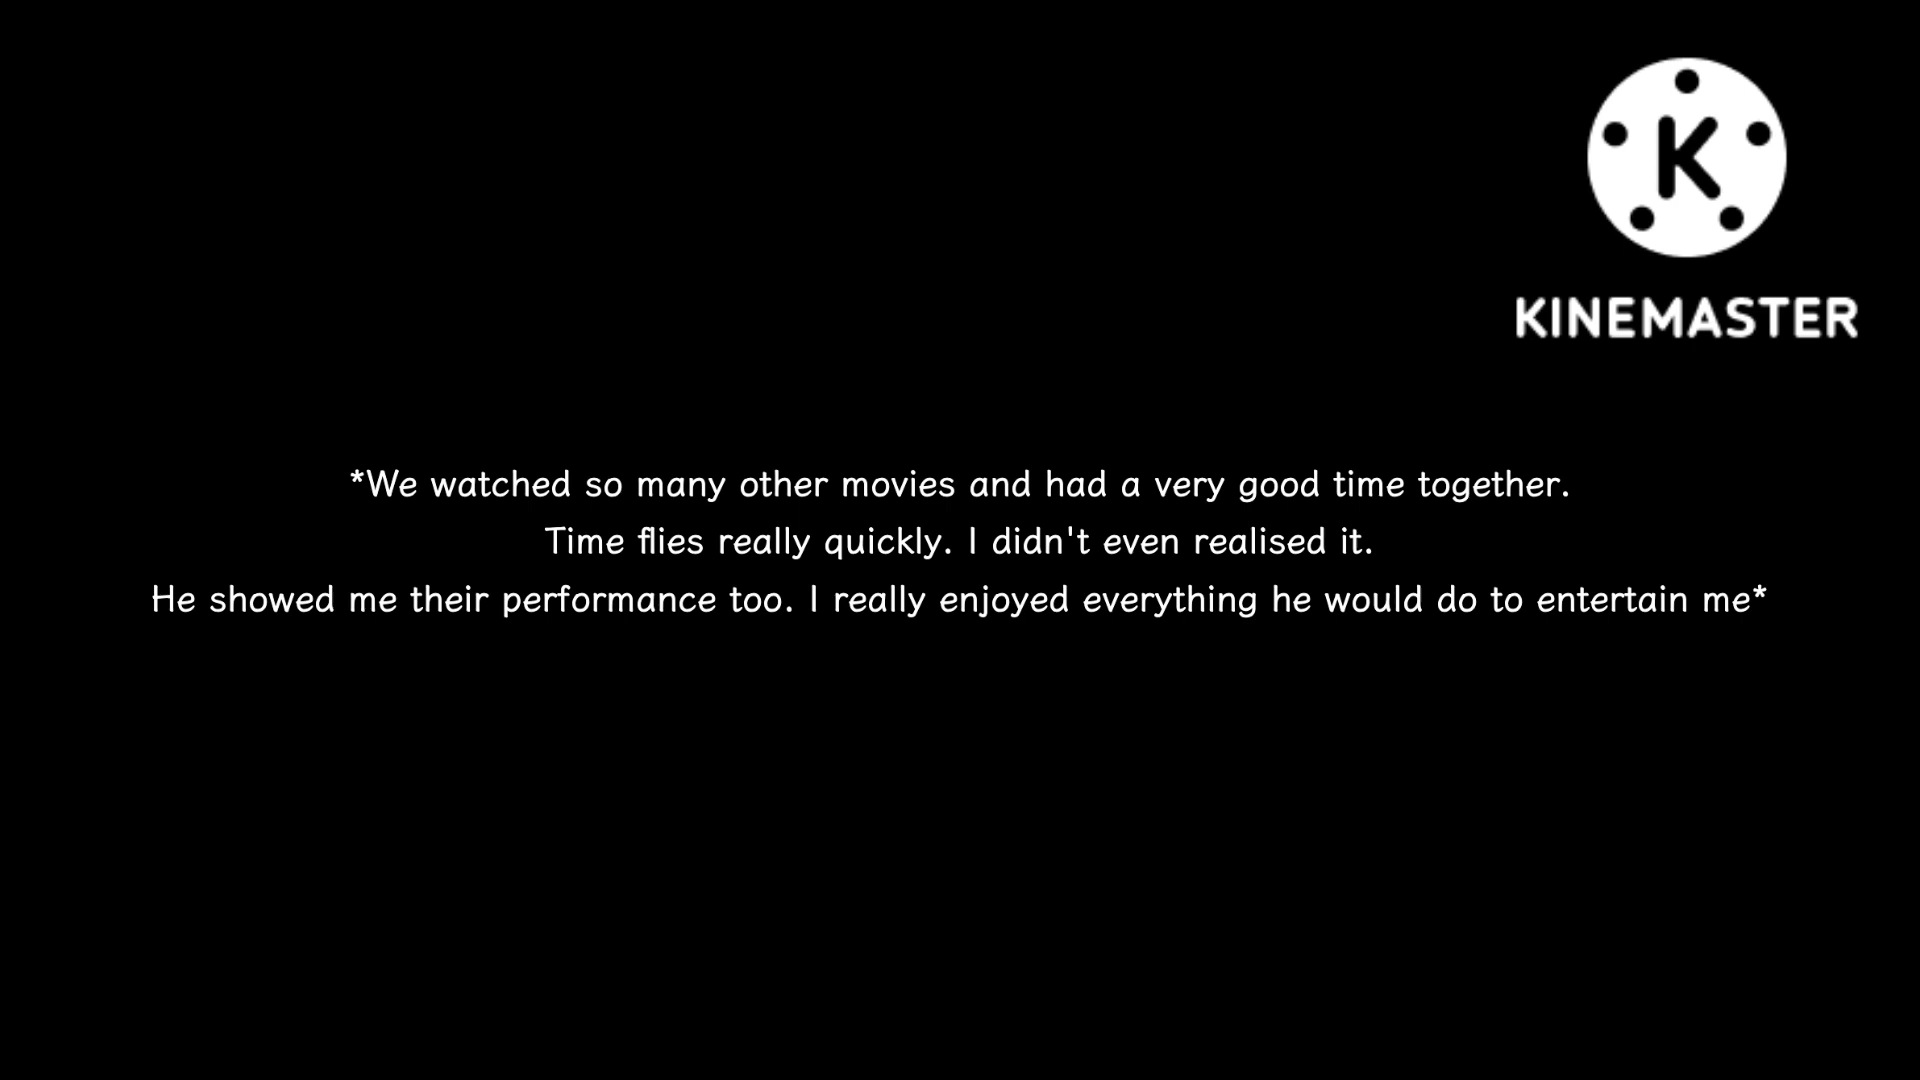 K
KINEMASTER
*We watched so many other movies and had a very good time together.
Time flies really quickly. I didn't even realised it.
He showed me their performance too. I really enjoyed everything he would do to entertain me*